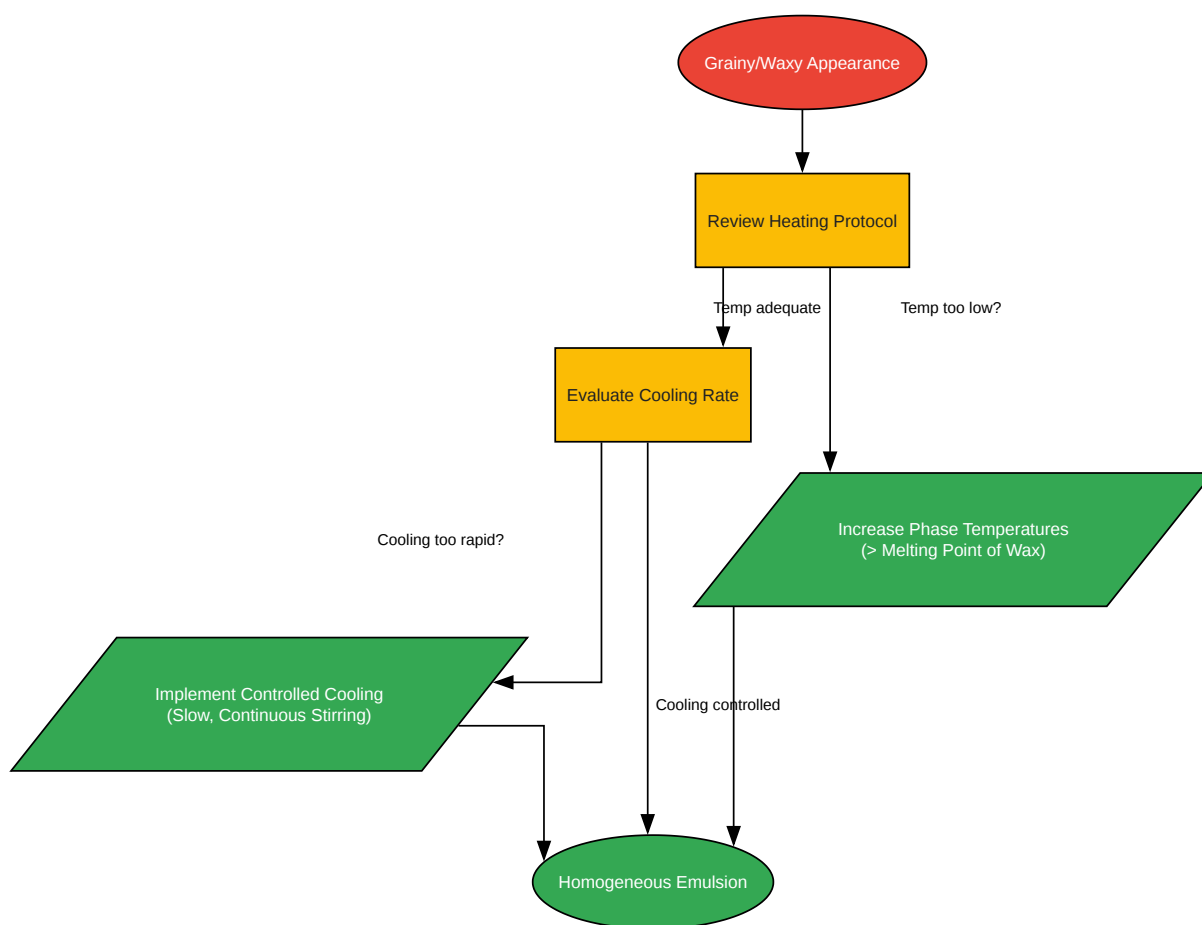 Grainy/Waxy Appearance
Review Heating Protocol
Temp adequate
Temp too low?
Evaluate Cooling Rate
Increase Phase Temperatures
(> Melting Point of Wax)
Cooling too rapid?
Implement Controlled Cooling
(Slow, Continuous Stirring)
Cooling controlled
Homogeneous Emulsion